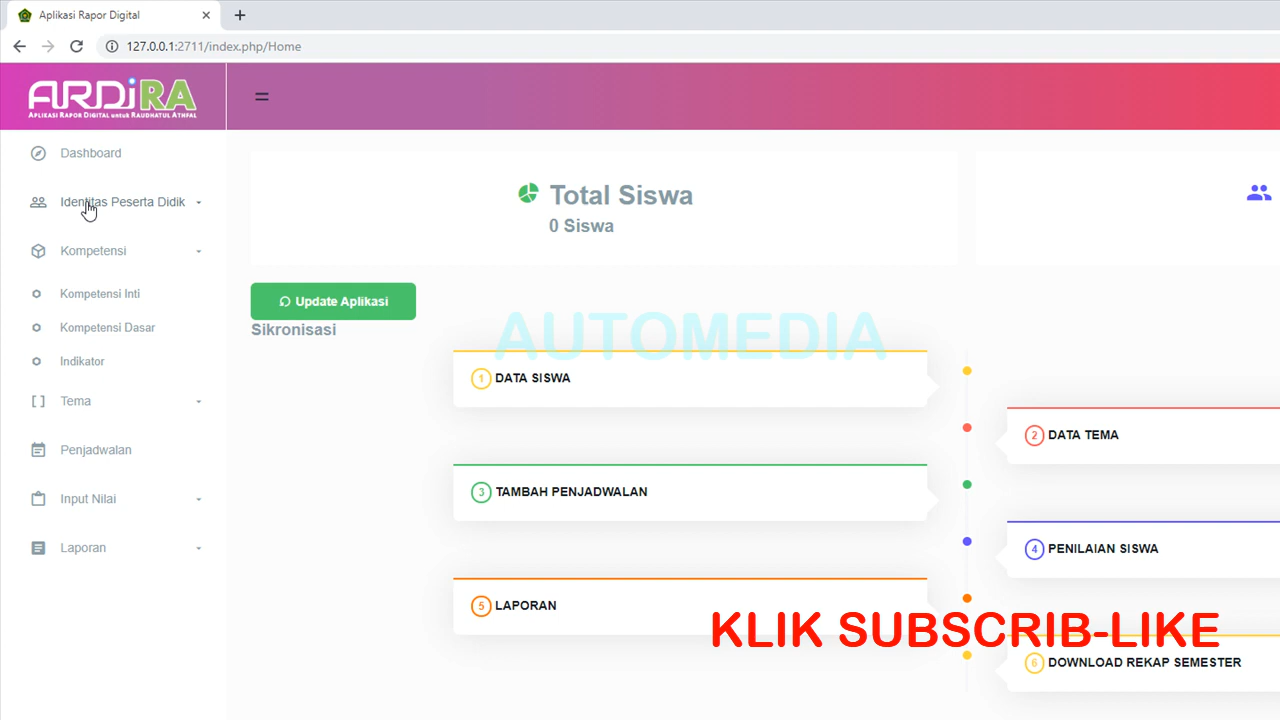 Aplikasi Rapor Digital
127.0.0.1:2711/index.php/Home
ARDiRA
APLIKASI RAPOR DIGITAL untuk RAUDHATUL ATHFAL
Dashboard
Identitas Peserta Didik
Kompetensi
Kompetensi Inti
Kompetensi Dasar
Indikator
Tema
Penjadwalan
Input Nilai
Laporan
Total Siswa
0 Siswa
Update Aplikasi
Sikronisasi
AUTOMEDIA
1 DATA SISWA
2 DATA TEMA
3 TAMBAH PENJADWALAN
4 PENILAIAN SISWA
5 LAPORAN
KLIK SUBSCRIB-LIKE
6 DOWNLOAD REKAP SEMESTER